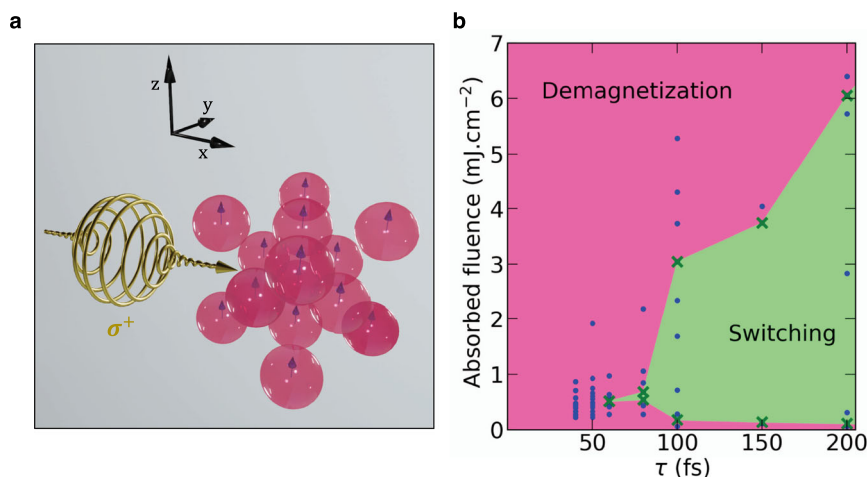 a
z
y
x
σ+
b
Absorbed fluence (mJ.cm⁻²)
7
6
5
4
3
2
1
0
Demagnetization
Switching
50
100
150
200
τ (fs)